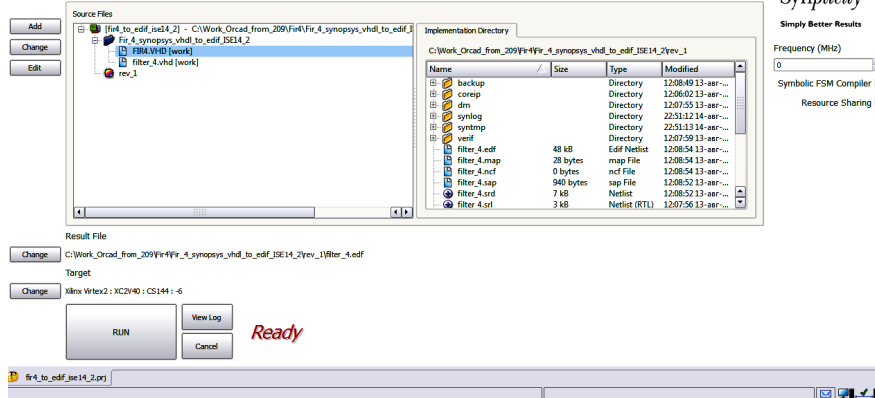 Synplicity
Simply Better Results
Source Files
Add
Change
Edit
[fir4_to_edif_ise14_2] - C:\Work_Orcad_from_209\FIR4\Fir_4_synopsys_vhdl_to_edif_I
Fir_4_synopsys_vhdl_to_edif_ISE14_2
FIR4.VHD [work]
filter_4.vhd [work]
rev_1
Implementation Directory
C:\Work_Orcad_from_209\Fir4\Fir_4_synopsys_vhdl_to_edif_ISE14_2\rev_1
Name Size Type Modified
backup Directory 12:08:49 13-авг-...
coreip Directory 12:06:02 13-авг-...
dm Directory 12:07:55 13-авг-...
synlog Directory 22:51:12 14-авг-...
syntmp Directory 22:51:13 14-авг-...
verif Directory 12:07:59 13-авг-...
filter_4.edf 48 kB Edif Netlist 12:08:54 13-авг-...
filter_4.map 28 bytes map File 12:08:54 13-авг-...
filter_4.ncf 0 bytes ncf File 12:08:54 13-авг-...
filter_4.sap 940 bytes sap File 12:08:52 13-авг-...
filter_4.srd 7 kB Netlist 12:08:52 13-авг-...
filter_4.srl 3 kB Netlist (RTL) 12:07:56 13-авг-...
Frequency (MHz)
0
Symbolic FSM Compiler
Resource Sharing
Result File
Change
C:\Work_Orcad_from_209\Fir4\Fir_4_synopsys_vhdl_to_edif_ISE14_2\rev_1\filter_4.edf
Target
Change
Xilinx Virtex2 : XC2V40 : CS144 : -6
RUN
View Log
Cancel
Ready
fir4_to_edif_ise14_2.prj